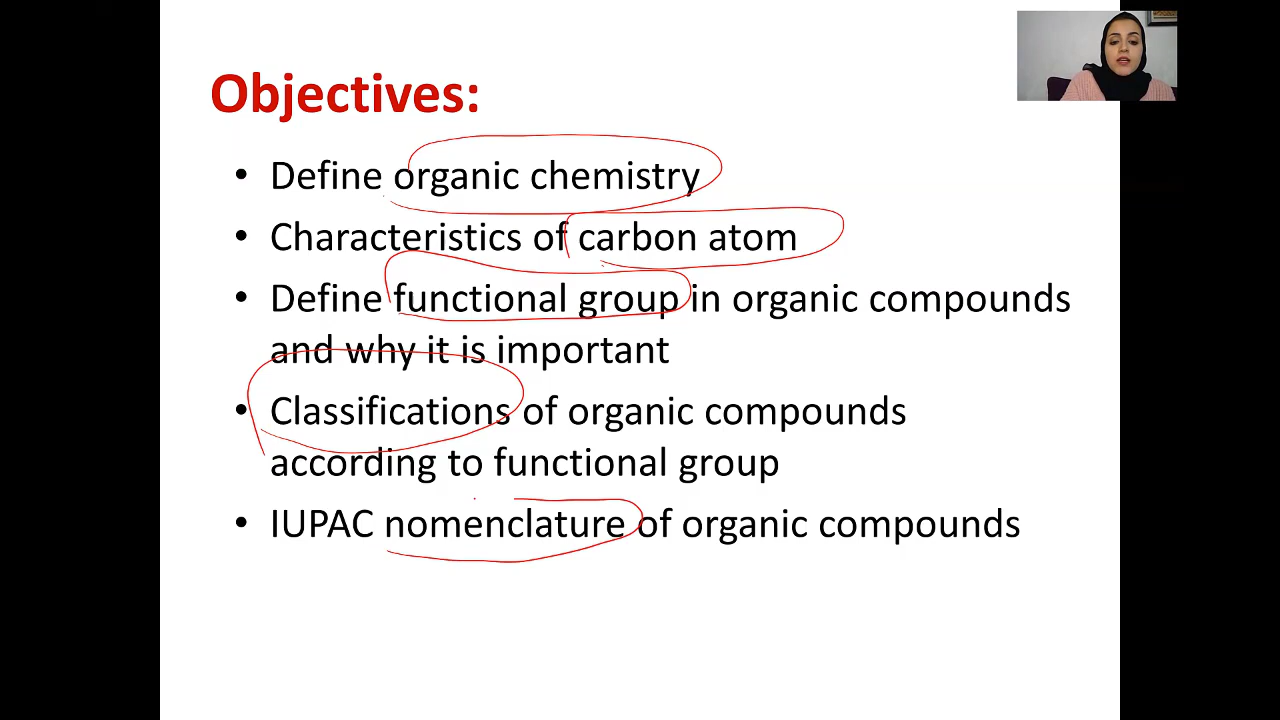 Objectives:
• Define organic chemistry
• Characteristics of carbon atom
• Define functional group in organic compounds
and why it is important
• Classifications of organic compounds
according to functional group
• IUPAC nomenclature of organic compounds